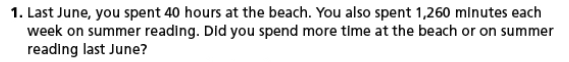 1. Last June, you spent 40 hours at the beach. You also spent 1,260 minutes each
week on summer reading. Did you spend more time at the beach or on summer
reading last June?